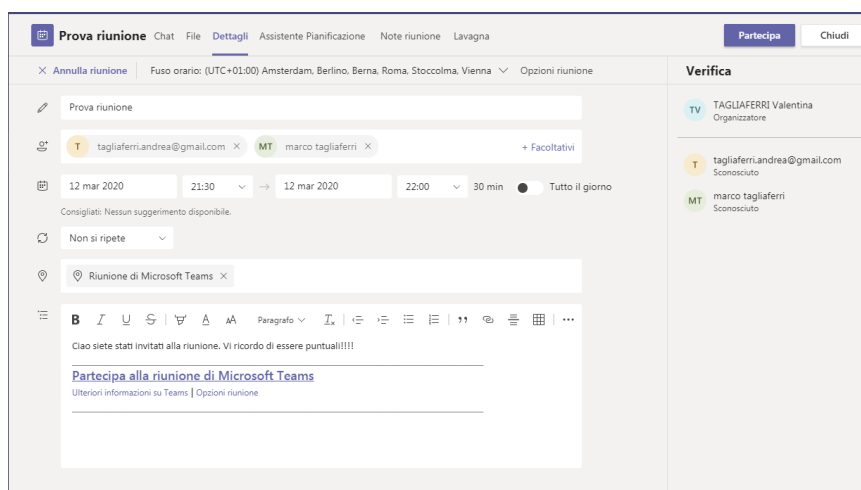 Prova riunione Chat File Dettagli Assistente Pianificazione Note riunione Lavagna Partecipa Chiudi
Annulla riunione Fuso orario: (UTC+01:00) Amsterdam, Berlino, Berna, Roma, Stoccolma, Vienna Opzioni riunione
Prova riunione
T tagliaferri.andrea@gmail.com MT marco tagliaferri + Facoltativi
12 mar 2020 21:30 12 mar 2020 22:00 30 min Tutto il giorno
Consigliati: Nessun suggerimento disponibile.
Non si ripete
Riunione di Microsoft Teams
B I U S A AA Paragrafo Tx
Ciao siete stati invitati alla riunione. Vi ricordo di essere puntuali!!!!
Partecipa alla riunione di Microsoft Teams
Ulteriori informazioni su Teams | Opzioni riunione
Verifica
TV TAGLIAFERRI Valentina
Organizzatore
T tagliaferri.andrea@gmail.com
Sconosciuto
MT marco tagliaferri
Sconosciuto